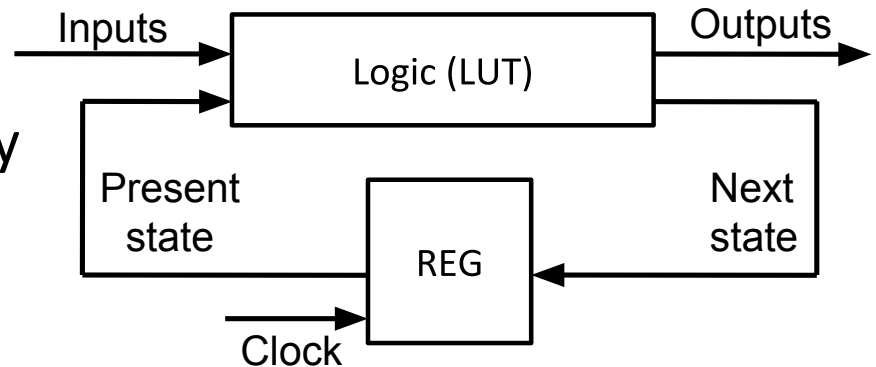 Inputs
Outputs
Logic (LUT)
y
Present
state
Next
state
REG
Clock